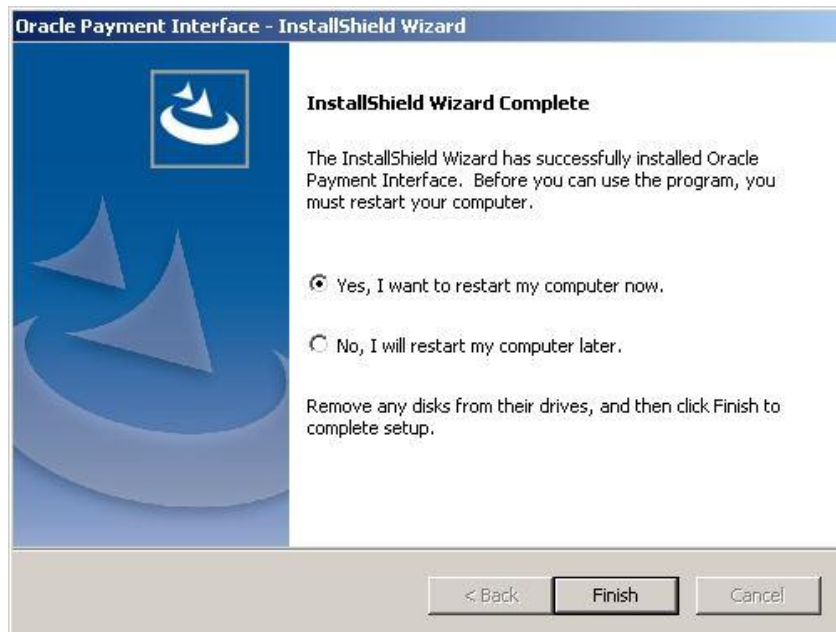 Oracle Payment Interface - InstallShield Wizard
InstallShield Wizard Complete
The InstallShield Wizard has successfully installed Oracle
Payment Interface.  Before you can use the program, you
must restart your computer.
Yes, I want to restart my computer now.
No, I will restart my computer later.
Remove any disks from their drives, and then click Finish to
complete setup.
< Back
Finish
Cancel